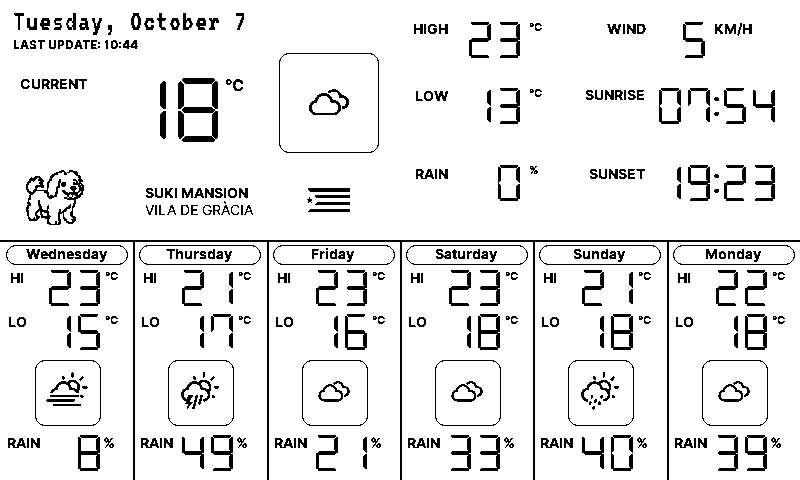 Tuesday, October 7
LAST UPDATE: 10:44
CURRENT 18 °C
SUKI MANSION
VILA DE GRÀCIA
HIGH 23 °C
LOW 13 °C
RAIN 0 %
WIND 5 KM/H
SUNRISE 07:54
SUNSET 19:23
Wednesday
HI 23 °C
LO 15 °C
RAIN 8 %
Thursday
HI 21 °C
LO 17 °C
RAIN 49 %
Friday
HI 23 °C
LO 16 °C
RAIN 21 %
Saturday
HI 23 °C
LO 18 °C
RAIN 33 %
Sunday
HI 21 °C
LO 18 °C
RAIN 40 %
Monday
HI 22 °C
LO 18 °C
RAIN 39 %